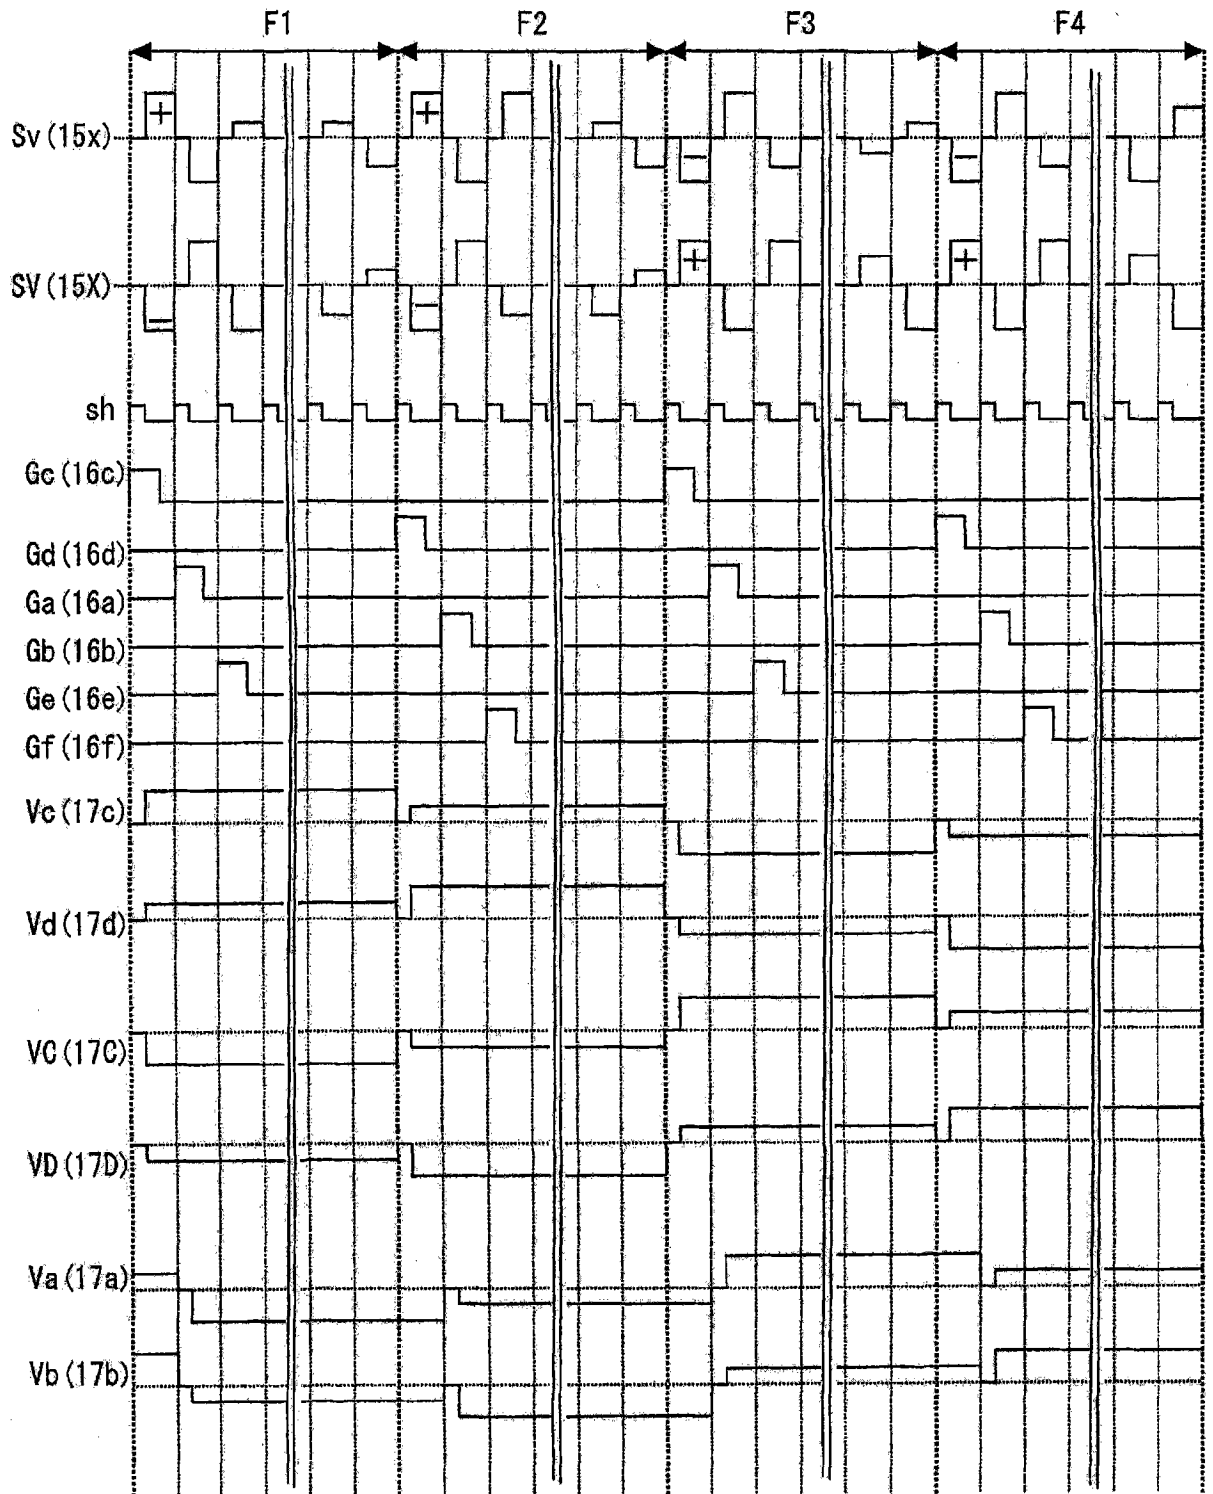 F1 F2 F3 F4
Sv(15x) + + − −
SV(15X) − − + +
sh
Gc(16c)
Gd(16d)
Ga(16a)
Gb(16b)
Ge(16e)
Gf(16f)
Vc(17c)
Vd(17d)
VC(17C)
VD(17D)
Va(17a)
Vb(17b)